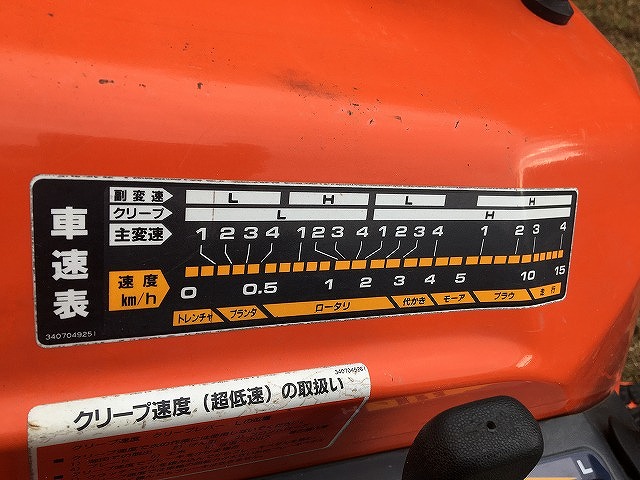 車速表
副変速 L H L H
クリープ L H
主変速 1 2 3 4 1 2 3 4 1 2 3 4 1 2 3 4
速度 km/h 0 0.5 1 2 3 4 5 10 15
トレンチャ プランタ ロータリ 代かき モーア プラウ 走行
3407049251
3407049261
クリープ速度（超低速）の取扱い
L